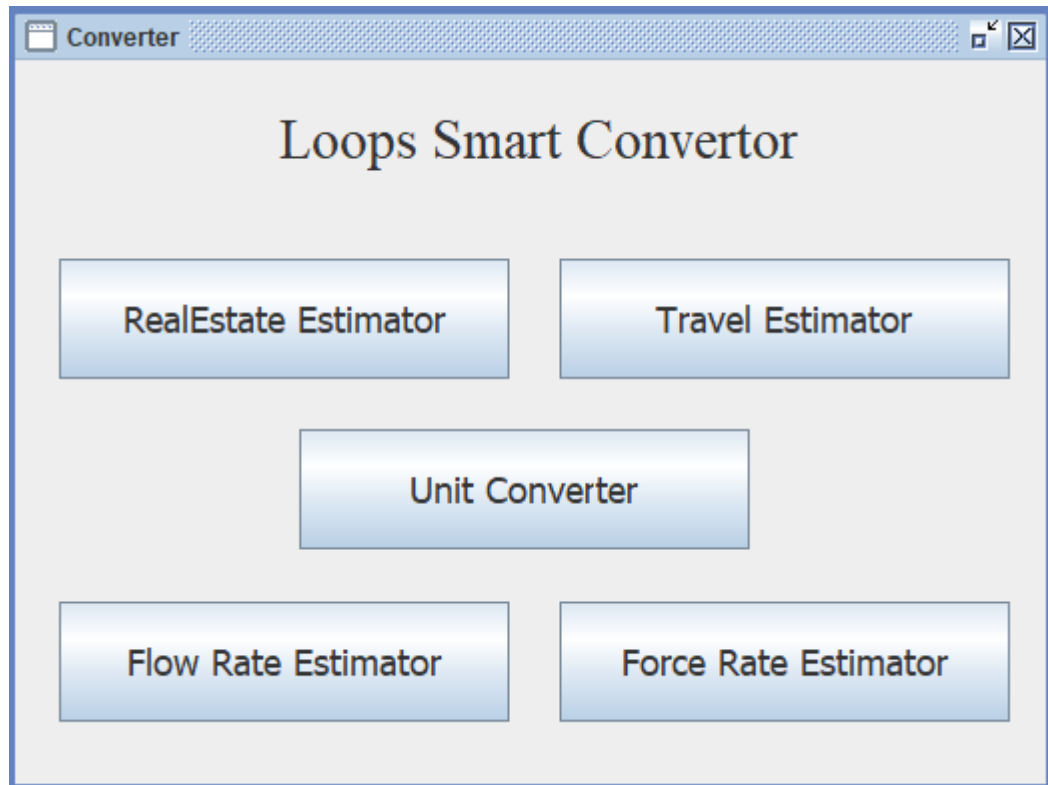 Converter
Loops Smart Convertor
RealEstate Estimator
Travel Estimator
Unit Converter
Flow Rate Estimator
Force Rate Estimator